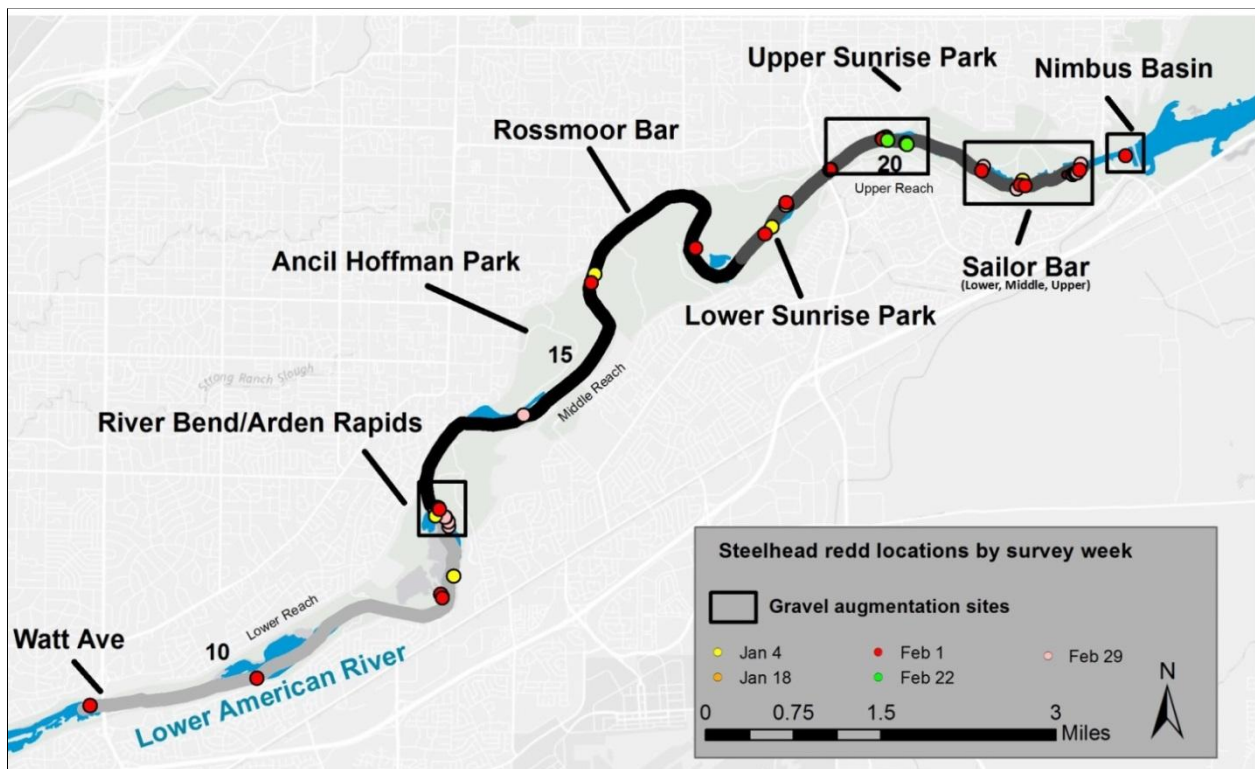 Upper Sunrise Park
Nimbus Basin
Rossmoor Bar
20
Upper Reach
Ancil Hoffman Park
Sailor Bar
(Lower, Middle, Upper)
Lower Sunrise Park
15
Strong Ranch Slough
Middle Reach
River Bend/Arden Rapids
Lower Reach
Watt Ave
10
Lower American River
Steelhead redd locations by survey week
Gravel augmentation sites
Jan 4
Feb 1
Feb 29
Jan 18
Feb 22
N
0 0.75 1.5 3
Miles